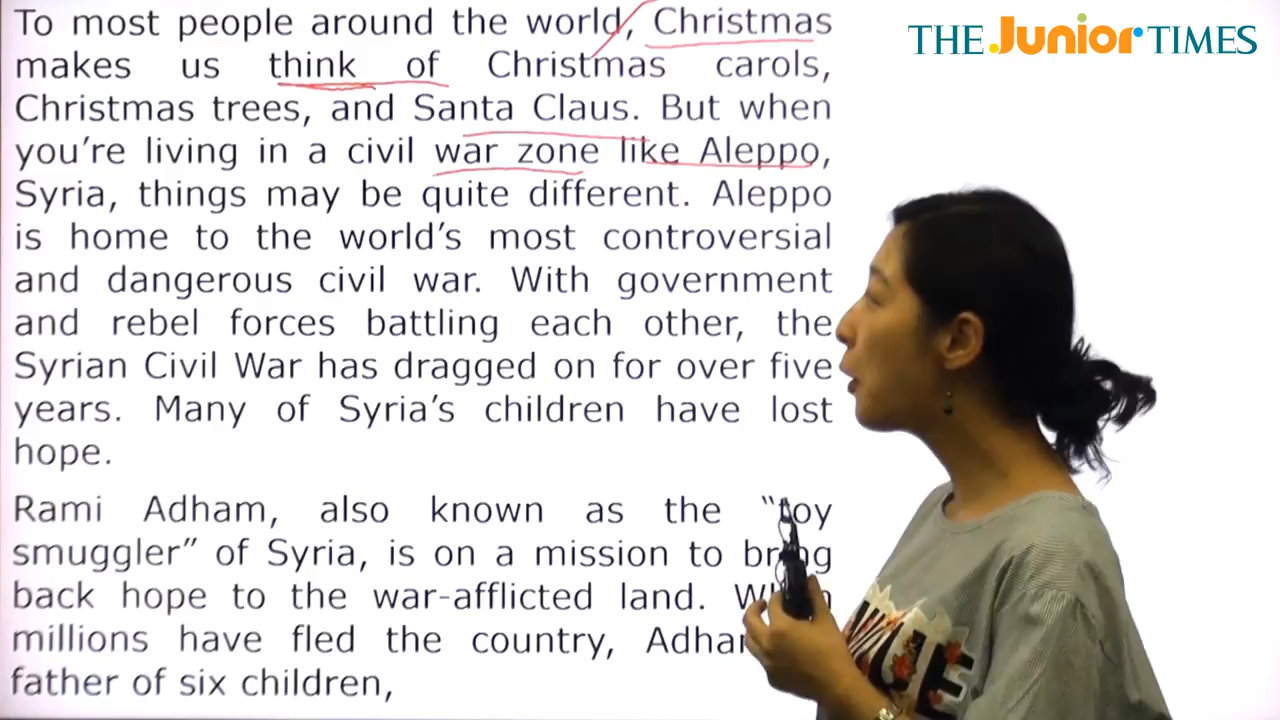 THE Junior TIMES
To most people around the world, Christmas
makes us think of Christmas carols,
Christmas trees, and Santa Claus. But when
you're living in a civil war zone like Aleppo,
Syria, things may be quite different. Aleppo
is home to the world's most controversial
and dangerous civil war. With government
and rebel forces battling each other, the
Syrian Civil War has dragged on for over five
years. Many of Syria's children have lost
hope.
Rami Adham, also known as the "toy
smuggler" of Syria, is on a mission to bring
back hope to the war-afflicted land.
millions have fled the country,
father of six children,